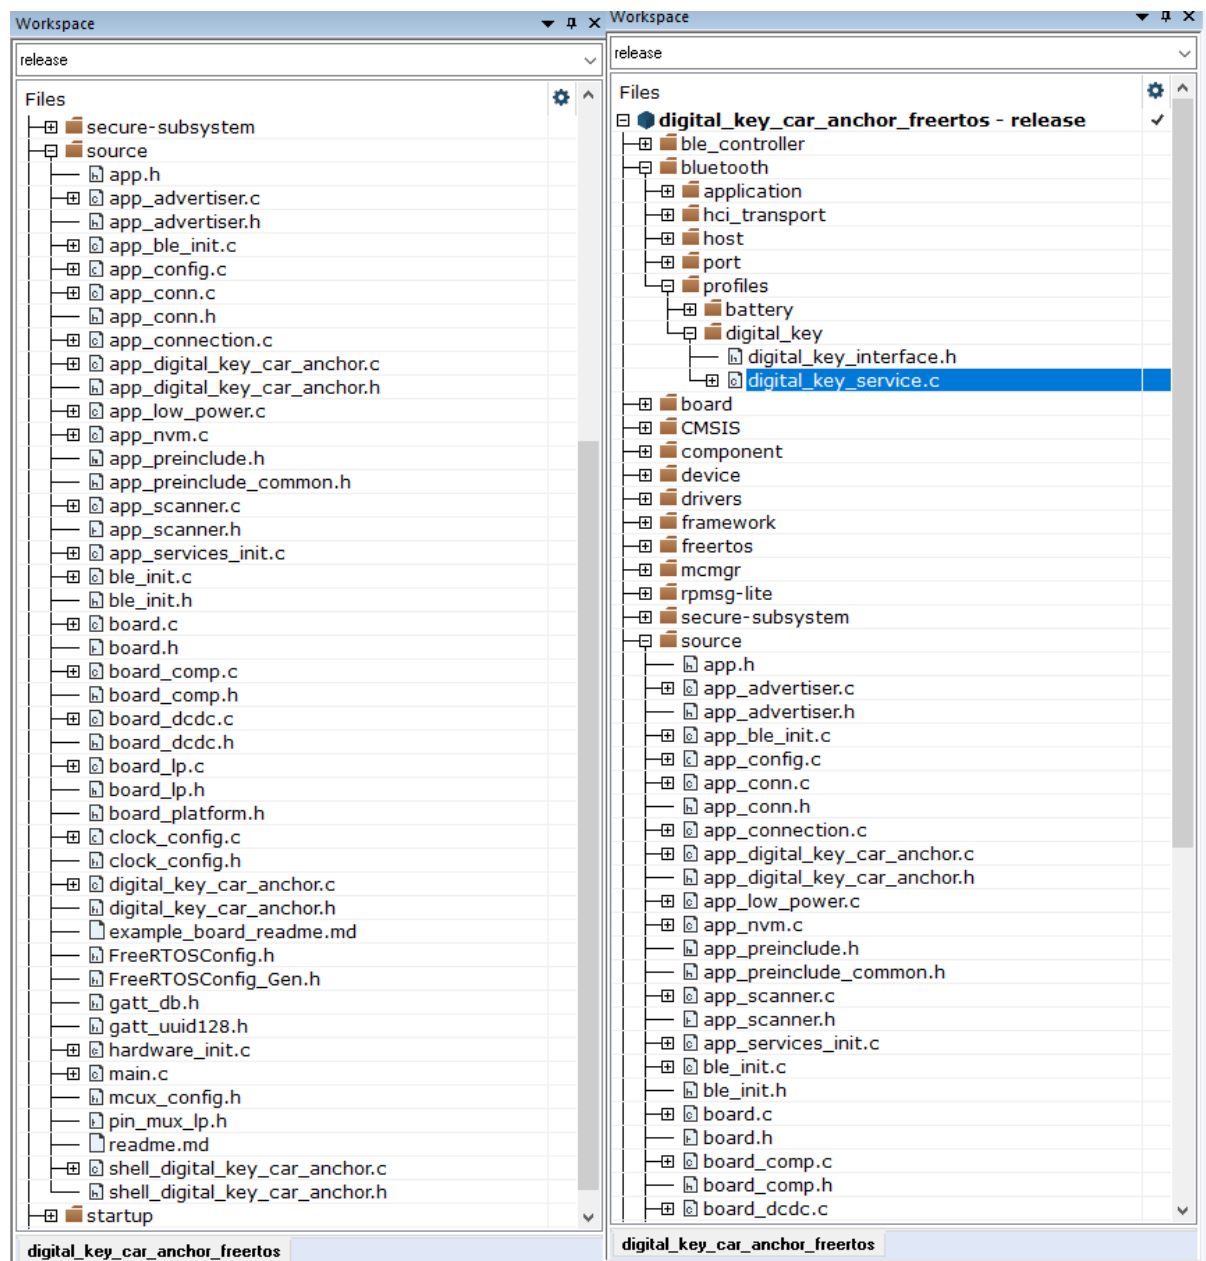 Workspace
release
Files
secure-subsystem
source
app.h
app_advertiser.c
app_advertiser.h
app_ble_init.c
app_config.c
app_conn.c
app_conn.h
app_connection.c
app_digital_key_car_anchor.c
app_digital_key_car_anchor.h
app_low_power.c
app_nvm.c
app_preinclude.h
app_preinclude_common.h
app_scanner.c
app_scanner.h
app_services_init.c
ble_init.c
ble_init.h
board.c
board.h
board_comp.c
board_comp.h
board_dcdc.c
board_dcdc.h
board_lp.c
board_lp.h
board_platform.h
clock_config.c
clock_config.h
digital_key_car_anchor.c
digital_key_car_anchor.h
example_board_readme.md
FreeRTOSConfig.h
FreeRTOSConfig_Gen.h
gatt_db.h
gatt_uuid128.h
hardware_init.c
main.c
mcux_config.h
pin_mux_lp.h
readme.md
shell_digital_key_car_anchor.c
shell_digital_key_car_anchor.h
startup
digital_key_car_anchor_freertos
Workspace
release
Files
digital_key_car_anchor_freertos - release
ble_controller
bluetooth
application
hci_transport
host
port
profiles
battery
digital_key
digital_key_interface.h
digital_key_service.c
board
CMSIS
component
device
drivers
framework
freertos
mcmgr
rpmsg-lite
secure-subsystem
source
app.h
app_advertiser.c
app_advertiser.h
app_ble_init.c
app_config.c
app_conn.c
app_conn.h
app_connection.c
app_digital_key_car_anchor.c
app_digital_key_car_anchor.h
app_low_power.c
app_nvm.c
app_preinclude.h
app_preinclude_common.h
app_scanner.c
app_scanner.h
app_services_init.c
ble_init.c
ble_init.h
board.c
board.h
board_comp.c
board_comp.h
board_dcdc.c
digital_key_car_anchor_freertos